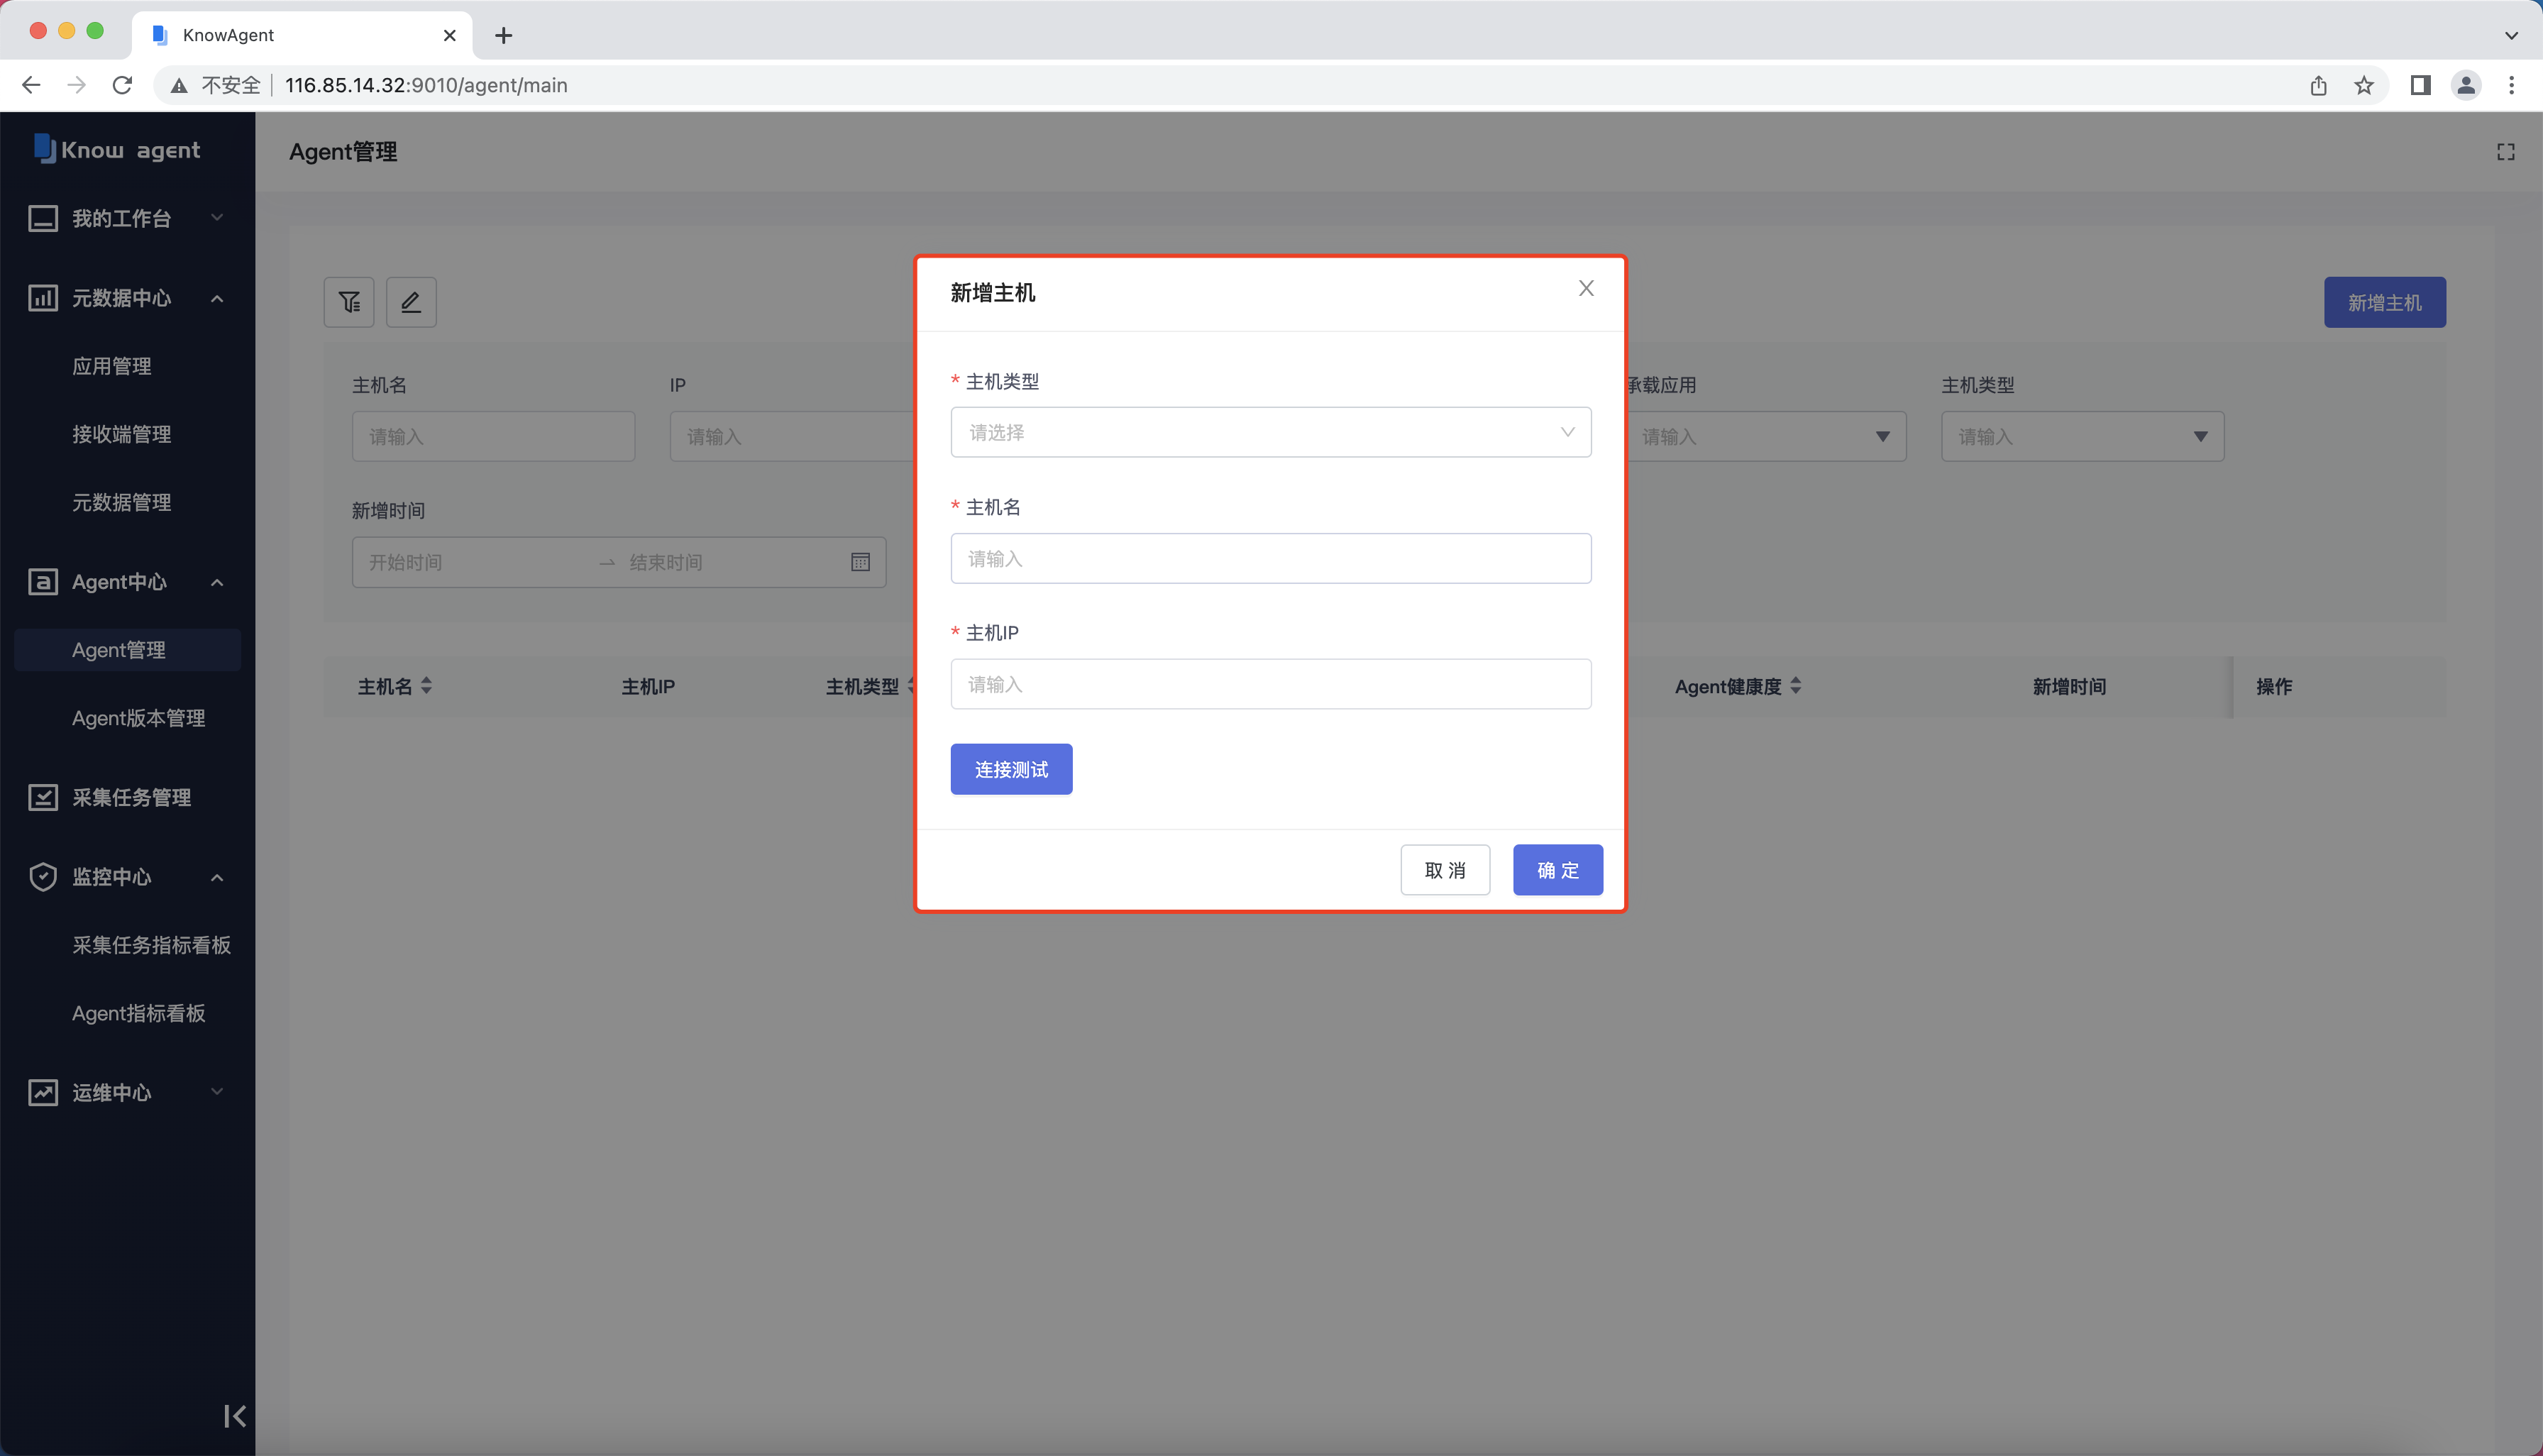 KnowAgent
不安全 116.85.14.32:9010/agent/main
Know agent
我的工作台
元数据中心
应用管理
接收端管理
元数据管理
Agent中心
Agent管理
Agent版本管理
采集任务管理
监控中心
采集任务指标看板
Agent指标看板
运维中心
Agent管理
新增主机
主机名 IP 承载应用 主机类型
请输入 请输入 请输入 请输入
新增时间
开始时间 结束时间
主机名 主机IP 主机类型 Agent健康度 新增时间 操作
新增主机
* 主机类型
请选择
* 主机名
请输入
* 主机IP
请输入
连接测试
取 消 确 定